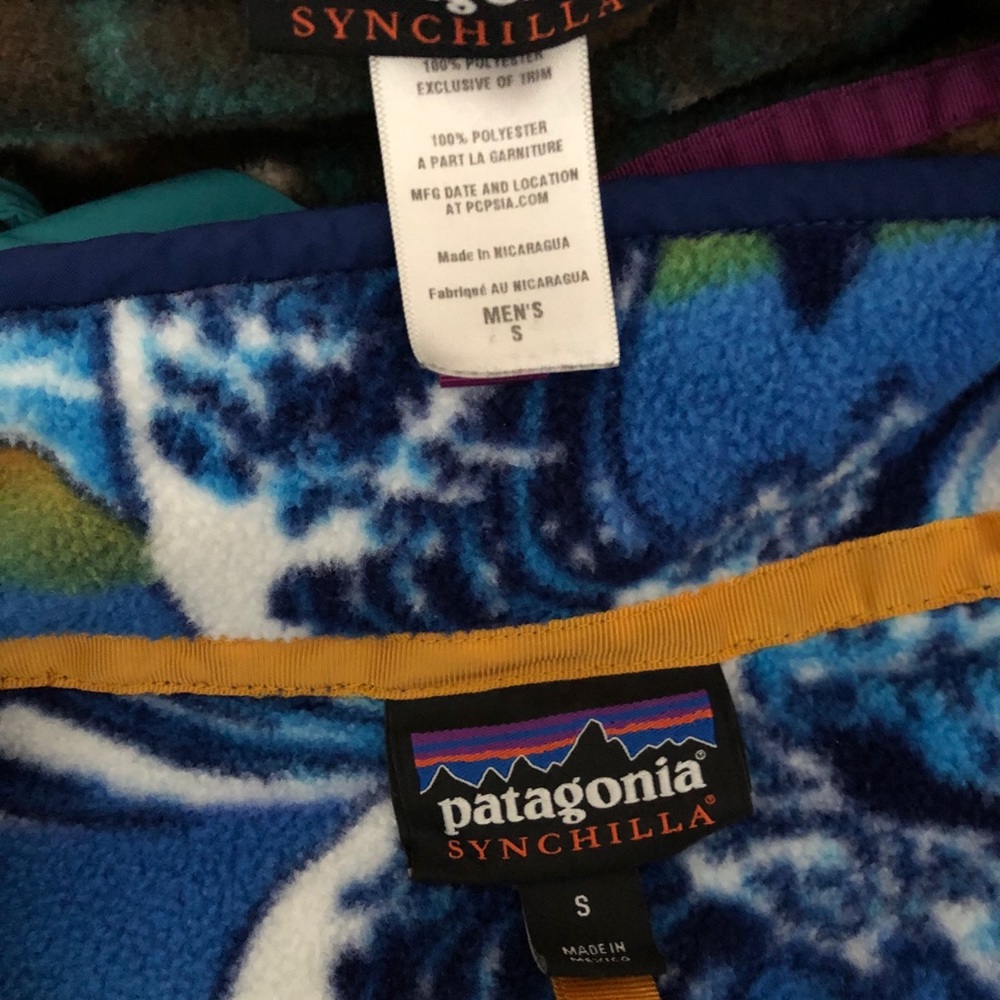 SYNCHILLA
100% POLYESTER
EXCLUSIVE OF TRIM
100% POLYESTER
A PART LA GARNITURE
MFG DATE AND LOCATION
AT PCPSIA.COM
Made In NICARAGUA
Fabriqué AU NICARAGUA
MEN'S
S
patagonia®
SYNCHILLA®
S
MADE IN
MEXICO